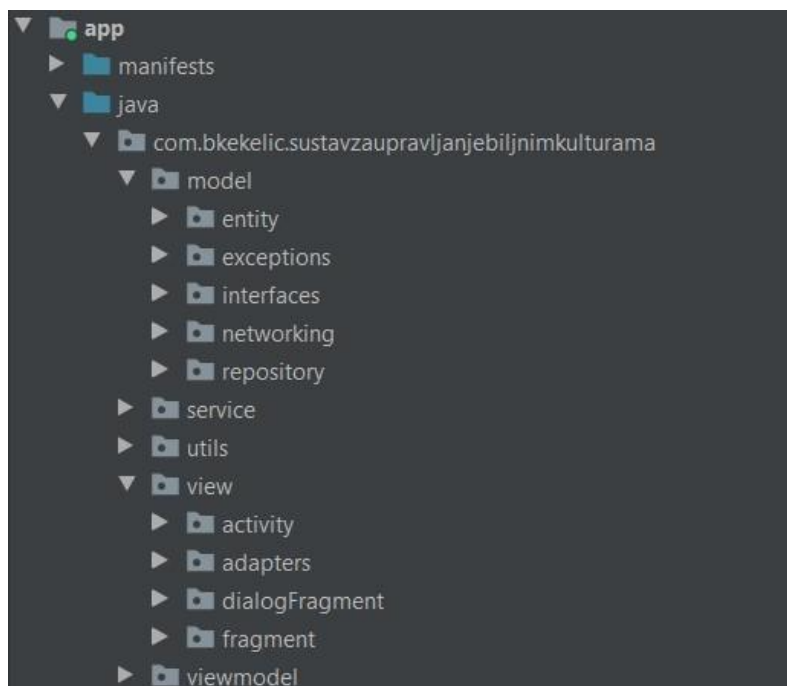 app
manifests
java
com.bkekelic.sustavzaupravljanjebiljnimkulturama
model
entity
exceptions
interfaces
networking
repository
service
utils
view
activity
adapters
dialogFragment
fragment
viewmodel